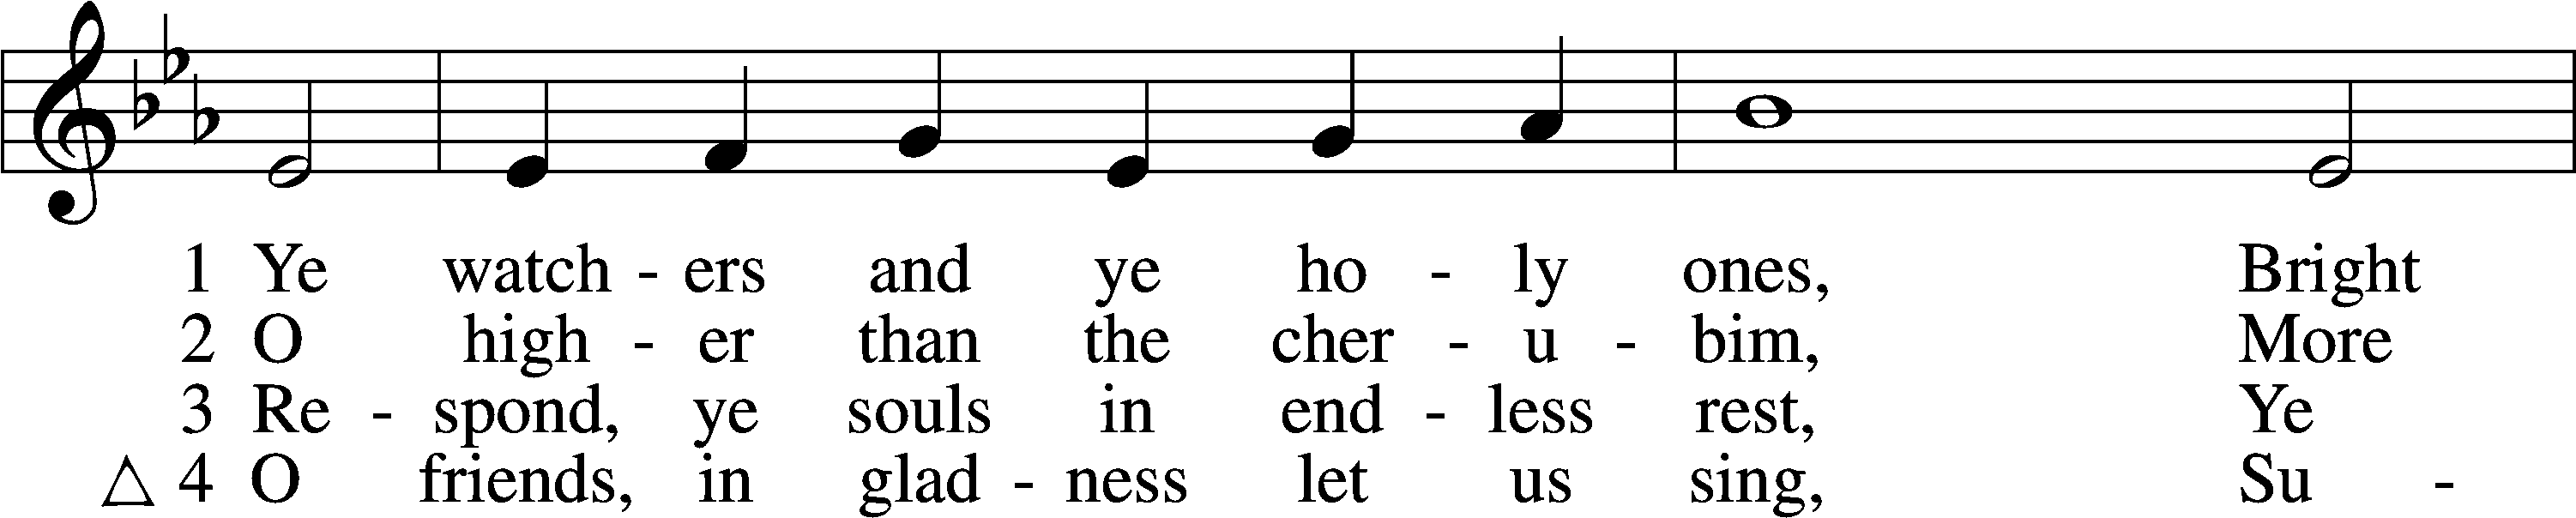 1 Ye watch - ers and ye ho - ly ones, Bright
2 O high - er than the cher - u - bim, More
3 Re - spond, ye souls in end - less rest, Ye
△ 4 O friends, in glad - ness let us sing, Su -